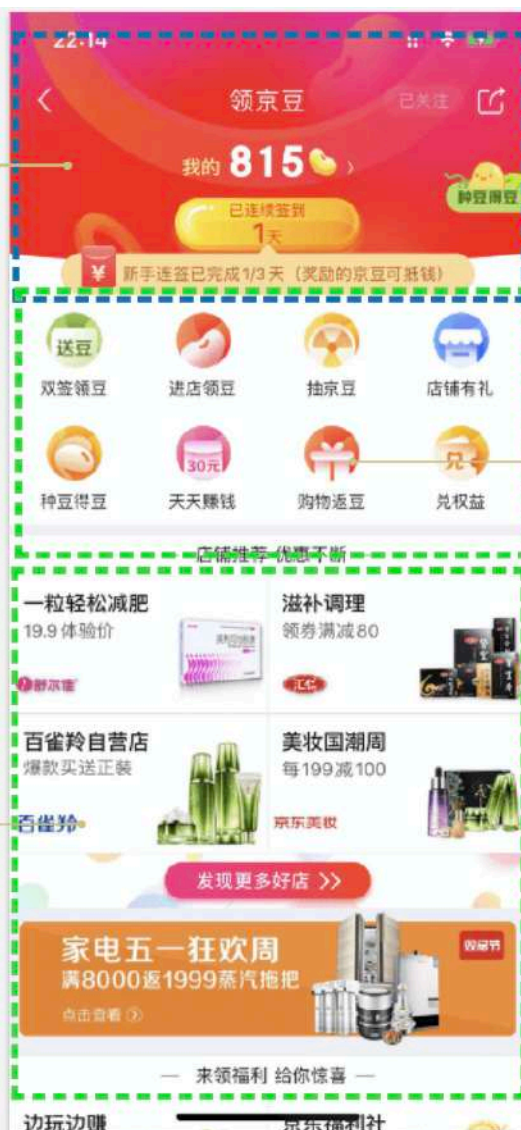 22:14
领京豆
已关注
我的 815
种豆得豆
已连续签到
1天
¥ 新手连签已完成1/3天（奖励的京豆可抵钱）
送豆
双签领豆
进店领豆
抽京豆
店铺有礼
种豆得豆
30元
天天赚钱
购物返豆
兑
兑权益
店铺推荐 优惠不断
一粒轻松减肥
19.9体验价
舒尔佳
滋补调理
领券满减80
汇仁
百雀羚自营店
爆款买送正装
百雀羚
美妆国潮周
每199减100
京东美妆
发现更多好店
家电五一狂欢周
满8000返1999蒸汽拖把
点击查看
来领福利 给你惊喜
边玩边赚
京东福利社